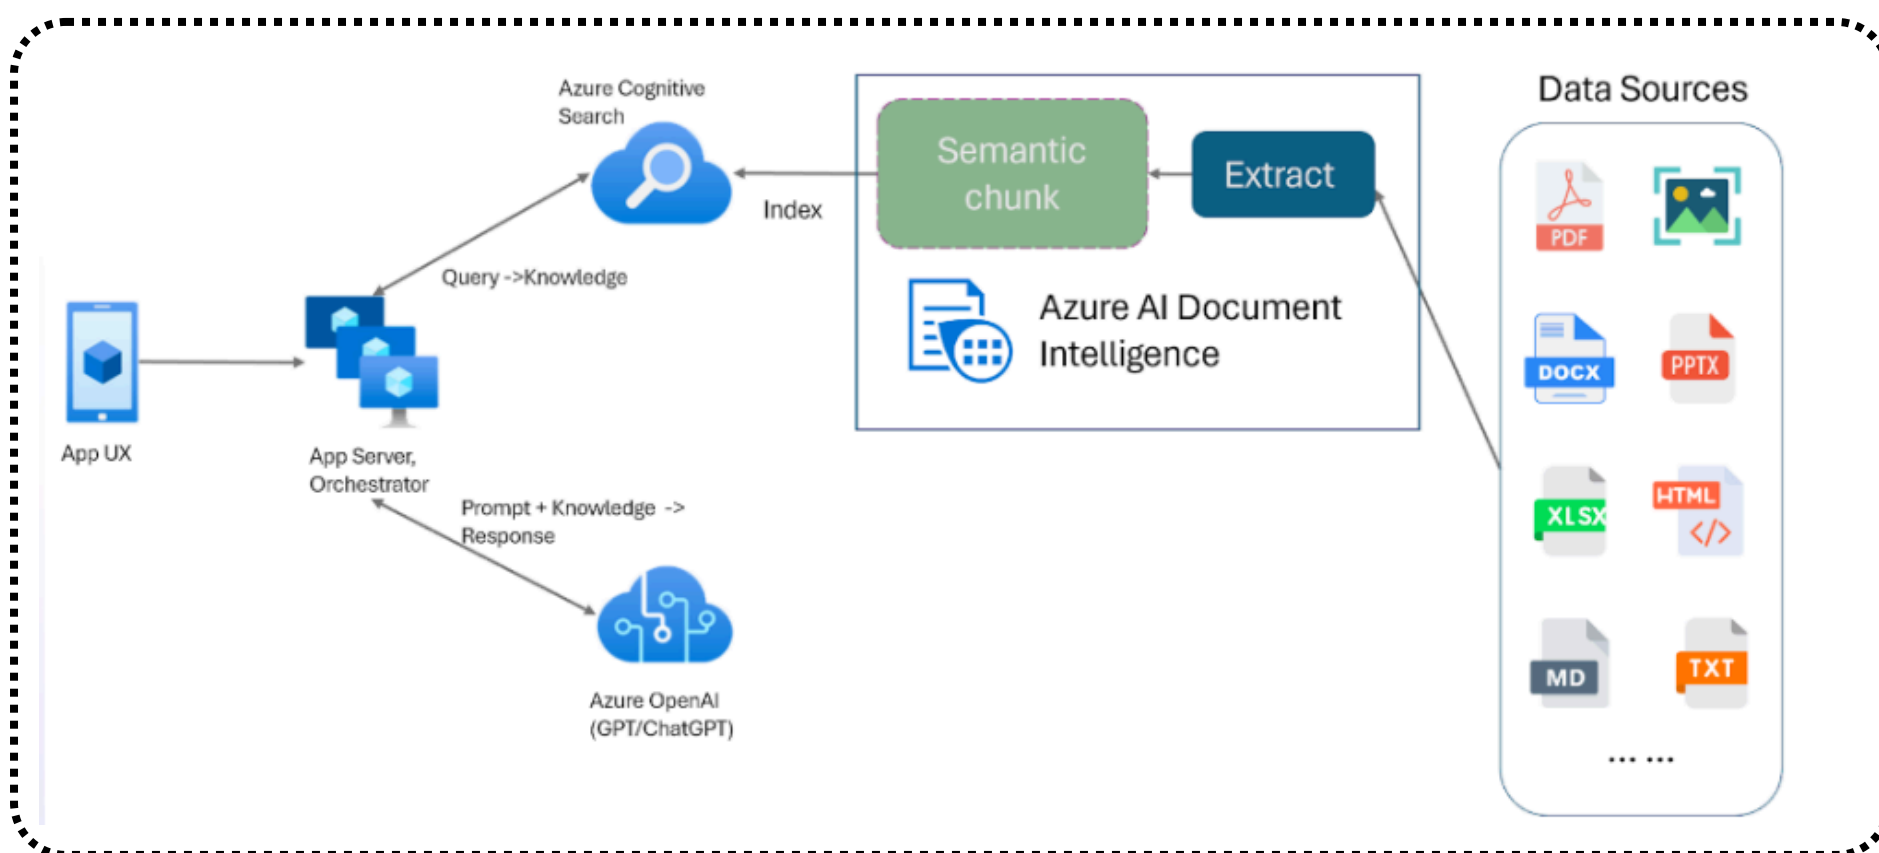 Azure Cognitive
Search
Semantic
chunk
Extract
Data Sources
Index
Query ->Knowledge
Azure AI Document
Intelligence
App UX
App Server,
Orchestrator
Prompt + Knowledge ->
Response
Azure OpenAI
(GPT/ChatGPT)
PDF
DOCX
PPTX
XLSX
HTML
</>
MD
TXT
... ...